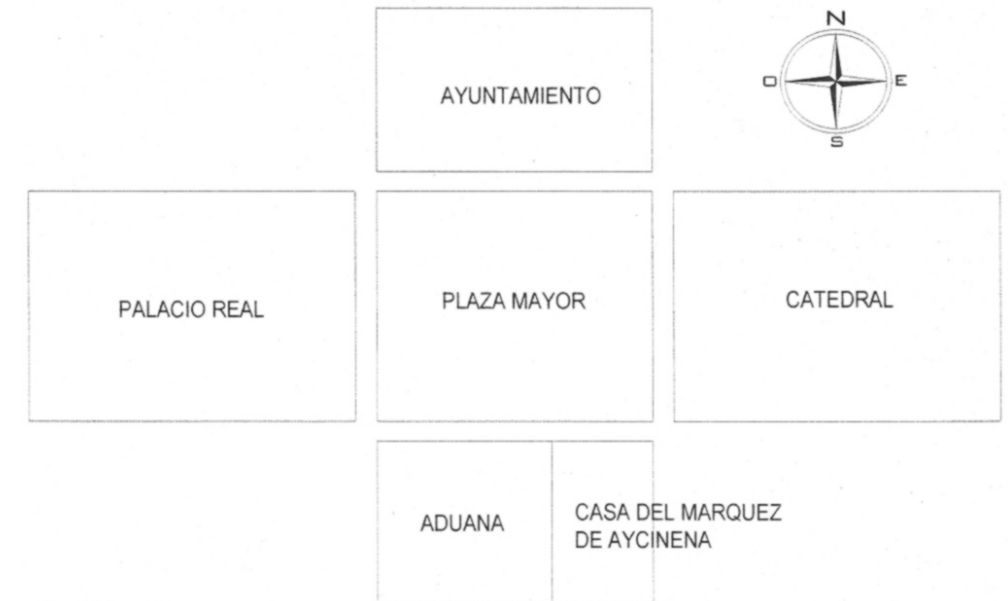 N
AYUNTAMIENTO
O
E
S
PALACIO REAL
PLAZA MAYOR
CATEDRAL
ADUANA
CASA DEL MARQUEZ
DE AYCINENA